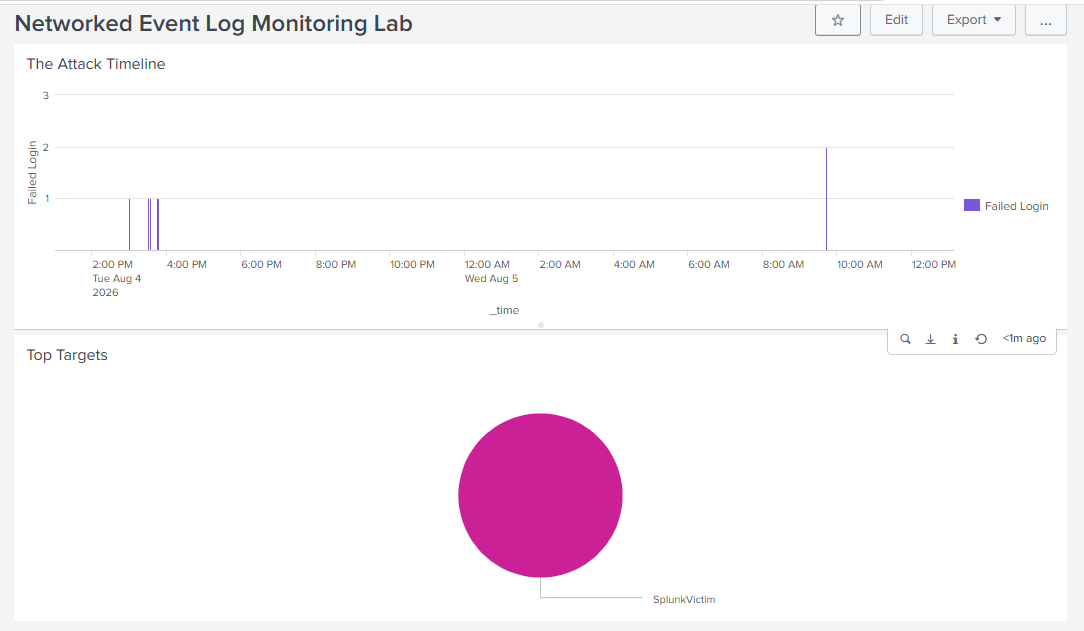 Networked Event Log Monitoring Lab
Edit
Export
...
The Attack Timeline
3
2
1
Failed Login
Failed Login
2:00 PM
Tue Aug 4
2026
4:00 PM
6:00 PM
8:00 PM
10:00 PM
12:00 AM
Wed Aug 5
2:00 AM
4:00 AM
6:00 AM
8:00 AM
10:00 AM
12:00 PM
_time
<1m ago
Top Targets
SplunkVictim